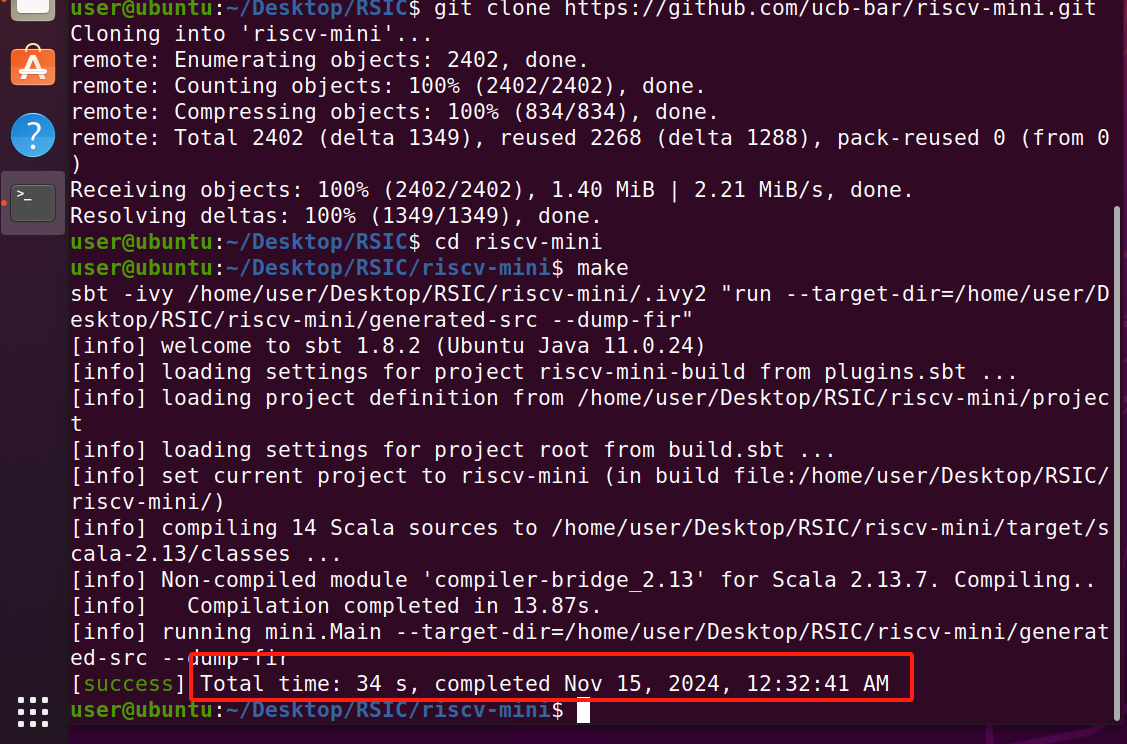 user@ubuntu:~/Desktop/RSIC$ git clone https://github.com/ucb-bar/riscv-mini.git
Cloning into 'riscv-mini'...
remote: Enumerating objects: 2402, done.
remote: Counting objects: 100% (2402/2402), done.
remote: Compressing objects: 100% (834/834), done.
remote: Total 2402 (delta 1349), reused 2268 (delta 1288), pack-reused 0 (from 0
)
Receiving objects: 100% (2402/2402), 1.40 MiB | 2.21 MiB/s, done.
Resolving deltas: 100% (1349/1349), done.
user@ubuntu:~/Desktop/RSIC$ cd riscv-mini
user@ubuntu:~/Desktop/RSIC/riscv-mini$ make
sbt -ivy /home/user/Desktop/RSIC/riscv-mini/.ivy2 "run --target-dir=/home/user/D
esktop/RSIC/riscv-mini/generated-src --dump-fir"
[info] welcome to sbt 1.8.2 (Ubuntu Java 11.0.24)
[info] loading settings for project riscv-mini-build from plugins.sbt ...
[info] loading project definition from /home/user/Desktop/RSIC/riscv-mini/projec
t
[info] loading settings for project root from build.sbt ...
[info] set current project to riscv-mini (in build file:/home/user/Desktop/RSIC/
riscv-mini/)
[info] compiling 14 Scala sources to /home/user/Desktop/RSIC/riscv-mini/target/s
cala-2.13/classes ...
[info] Non-compiled module 'compiler-bridge_2.13' for Scala 2.13.7. Compiling..
[info]   Compilation completed in 13.87s.
[info] running mini.Main --target-dir=/home/user/Desktop/RSIC/riscv-mini/generat
ed-src --dump-fir
[success] Total time: 34 s, completed Nov 15, 2024, 12:32:41 AM
user@ubuntu:~/Desktop/RSIC/riscv-mini$